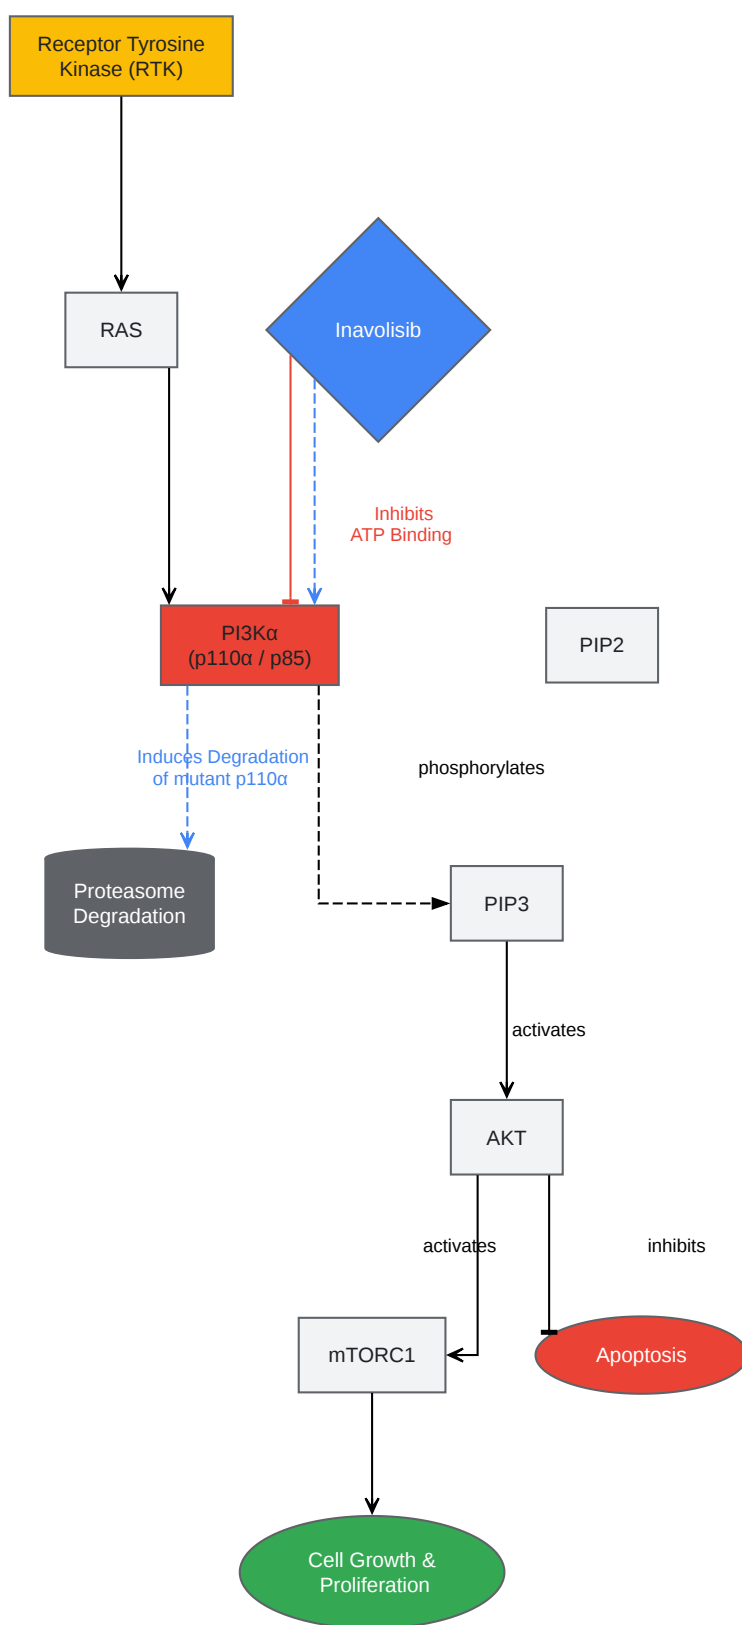 Receptor Tyrosine
Kinase (RTK)
RAS
Inavolisib
Inhibits
ATP Binding
PI3Kα
(p110α / p85)
PIP2
Induces Degradation
of mutant p110α
phosphorylates
Proteasome
Degradation
PIP3
activates
AKT
activates
inhibits
mTORC1
Apoptosis
Cell Growth &
Proliferation